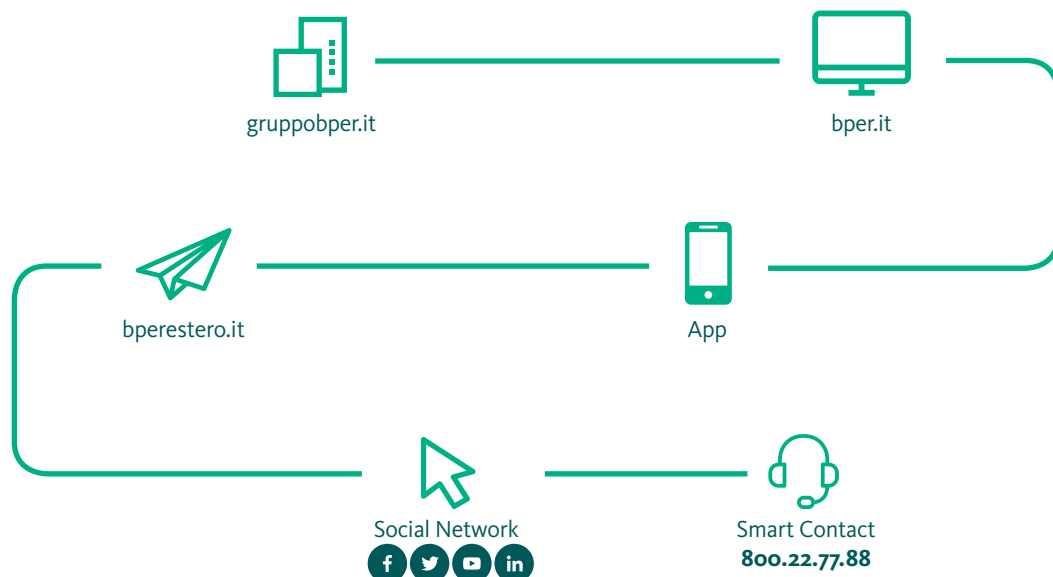 gruppobper.it
bper.it
bperestero.it
App
Social Network
Smart Contact
800.22.77.88